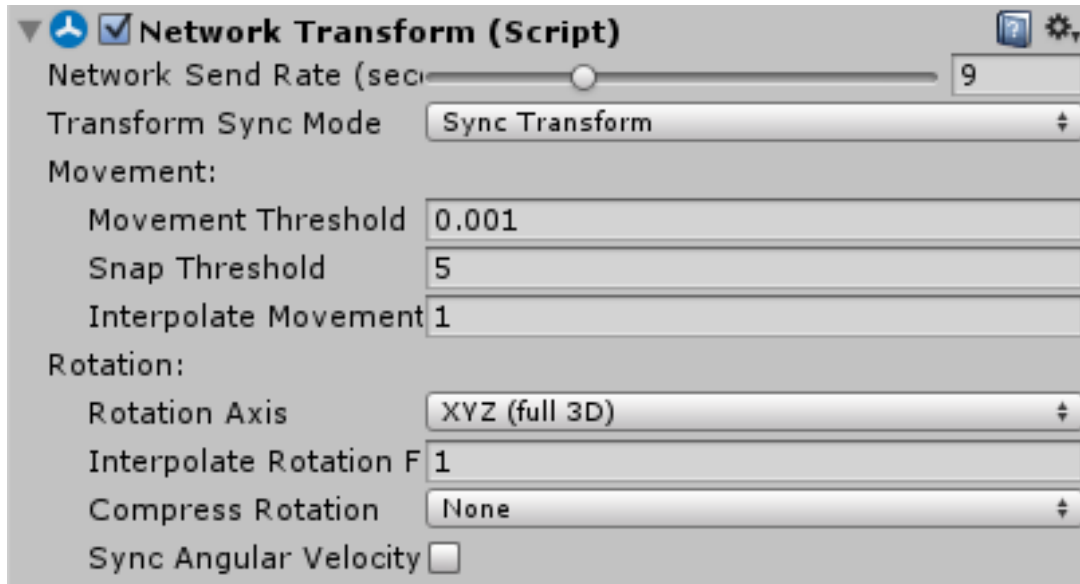 Network Transform (Script)
Network Send Rate (sec 9
Transform Sync Mode Sync Transform
Movement:
Movement Threshold 0.001
Snap Threshold 5
Interpolate Movement 1
Rotation:
Rotation Axis XYZ (full 3D)
Interpolate Rotation F 1
Compress Rotation None
Sync Angular Velocity